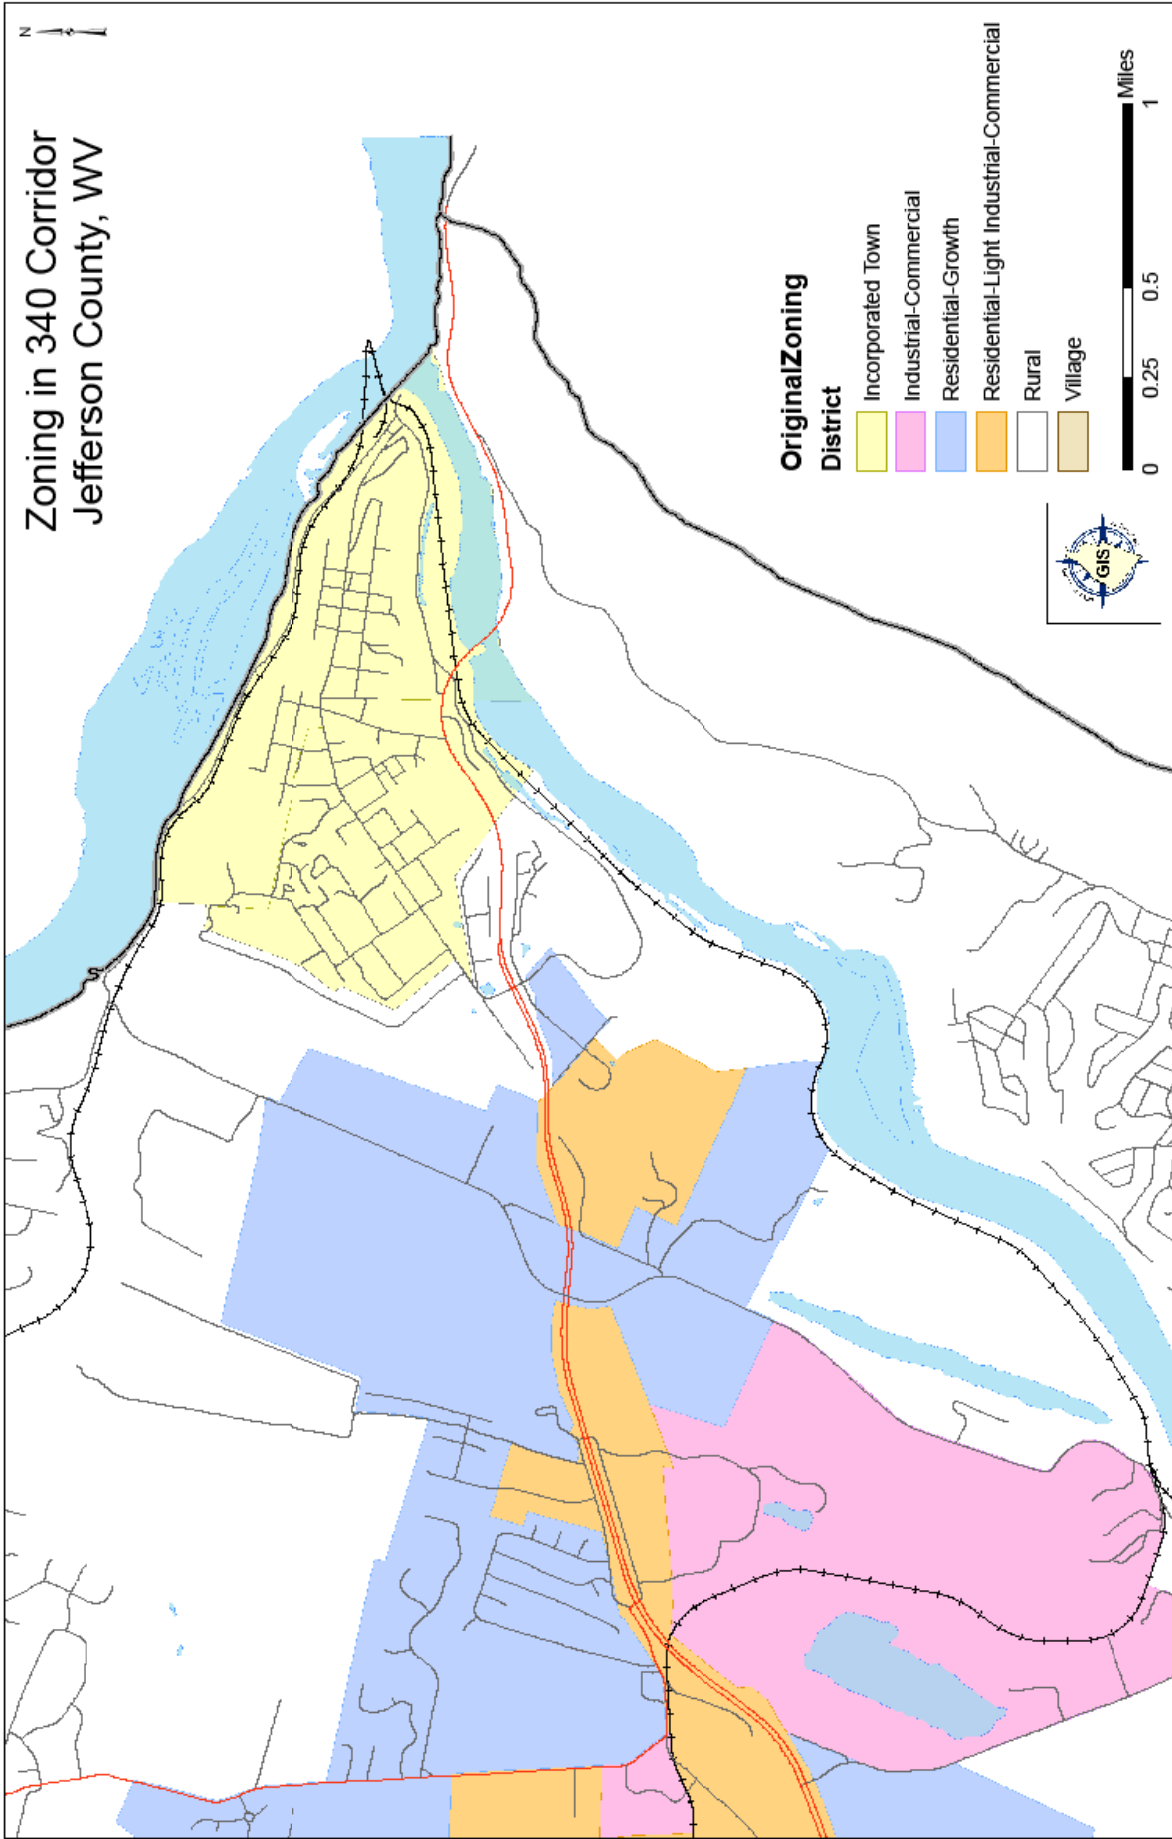 Zoning in 340 Corridor
Jefferson County, WV
N
OriginalZoning
District
Incorporated Town
Industrial-Commercial
Residential-Growth
Residential-Light Industrial-Commercial
Rural
Village
GIS
0 0.25 0.5 1
Miles